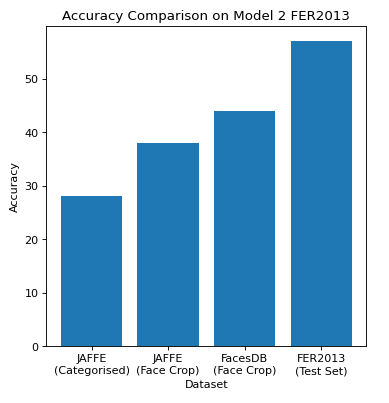 Accuracy Comparison on Model 2 FER2013
Accuracy
50
40
30
20
10
0
JAFFE
(Categorised)
JAFFE
(Face Crop)
FacesDB
(Face Crop)
FER2013
(Test Set)
Dataset